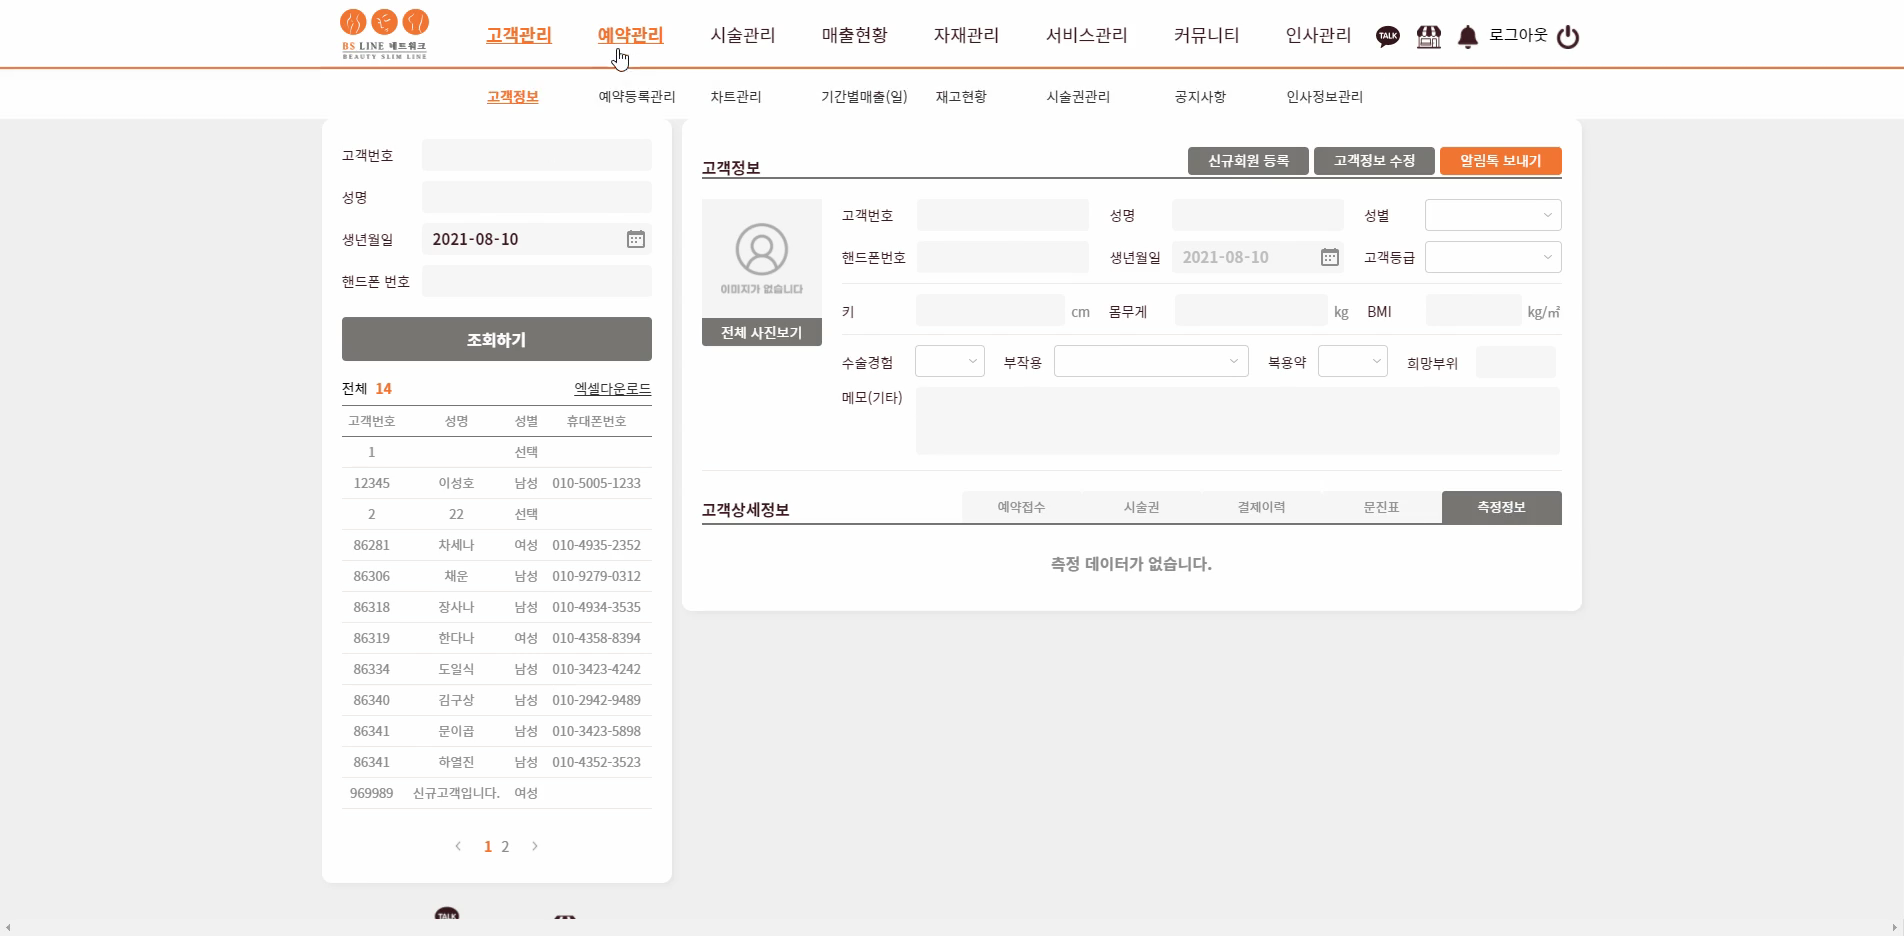 BS LINE 네트워크
BEAUTY SLIM LINE
고객관리 예약관리 시술관리 매출현황 자재관리 서비스관리 커뮤니티 인사관리 TALK 로그아웃
고객정보 예약등록관리 차트관리 기간별매출(일) 재고현황 시술권관리 공지사항 인사정보관리
고객번호
성명
생년월일 2021-08-10
핸드폰 번호
조회하기
전체 14 엑셀다운로드
고객번호 성명 성별 휴대폰번호
1 선택
12345 이성호 남성 010-5005-1233
2 22 선택
86281 차세나 여성 010-4935-2352
86306 채운 남성 010-9279-0312
86318 장사나 남성 010-4934-3535
86319 한다나 여성 010-4358-8394
86334 도일식 남성 010-3423-4242
86340 김구상 남성 010-2942-9489
86341 문이곱 남성 010-3423-5898
86341 하열진 남성 010-4352-3523
969989 신규고객입니다. 여성
1 2
TALK
고객정보 신규회원 등록 고객정보 수정 알림톡 보내기
이미지가 없습니다
전체 사진보기
고객번호 성명 성별
핸드폰번호 생년월일 2021-08-10 고객등급
키 cm 몸무게 kg BMI kg/㎡
수술경험 부작용 복용약 희망부위
메모(기타)
고객상세정보 예약접수 시술권 결제이력 문진표 측정정보
측정 데이터가 없습니다.